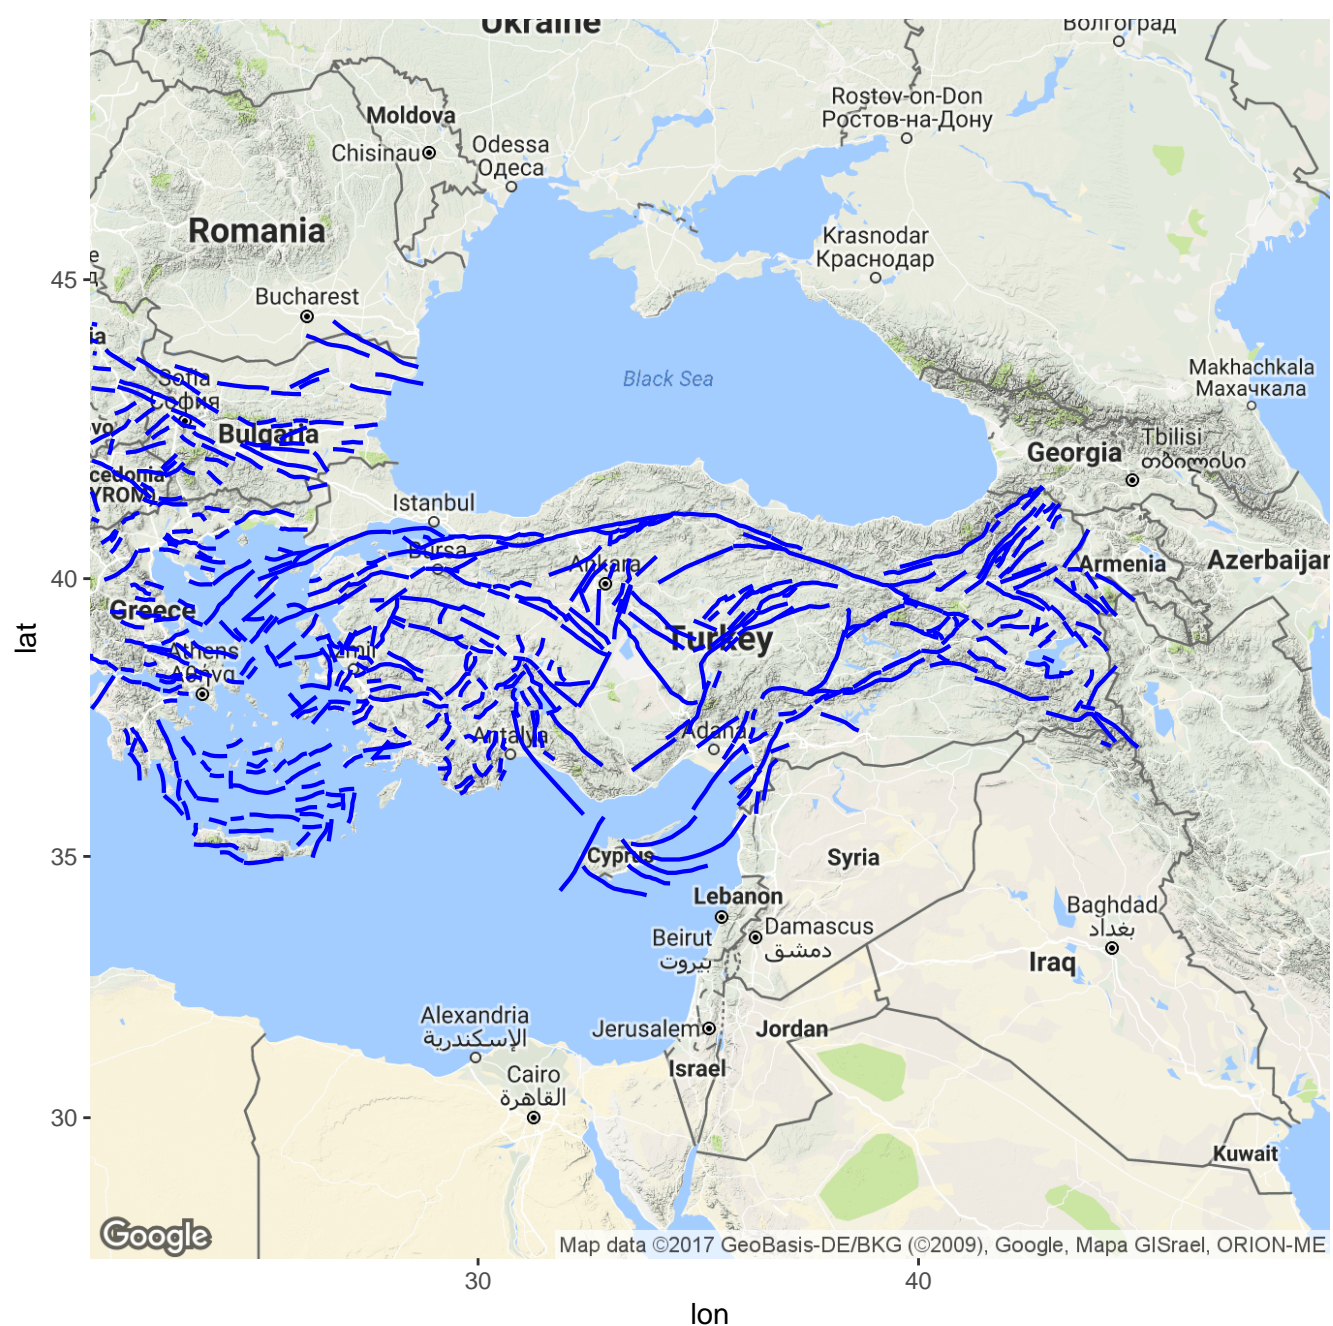 Ukraine
Волгоград
Rostov-on-Don
Ростов-на-Дону
Moldova
Chisinau
Odessa
Одеса
Romania
Krasnodar
Краснодар
Bucharest
Makhachkala
Махачкала
Black Sea
Sofia
София
Bulgaria
Georgia
Tbilisi
თბილისი
cedonia
YROM)
Istanbul
Bursa
Ankara
Armenia
Azerbaijan
Greece
Turkey
Athens
Αθήνα
Izmir
Antalya
Adana
Cyprus
Syria
Lebanon
Beirut
بيروت
Damascus
دمشق
Baghdad
بغداد
Iraq
Alexandria
الإسكندرية
Jerusalem
Jordan
Israel
Cairo
القاهرة
Kuwait
Google
Map data ©2017 GeoBasis-DE/BKG (©2009), Google, Mapa GISrael, ORION-ME
45
40
35
30
lat
30
40
lon